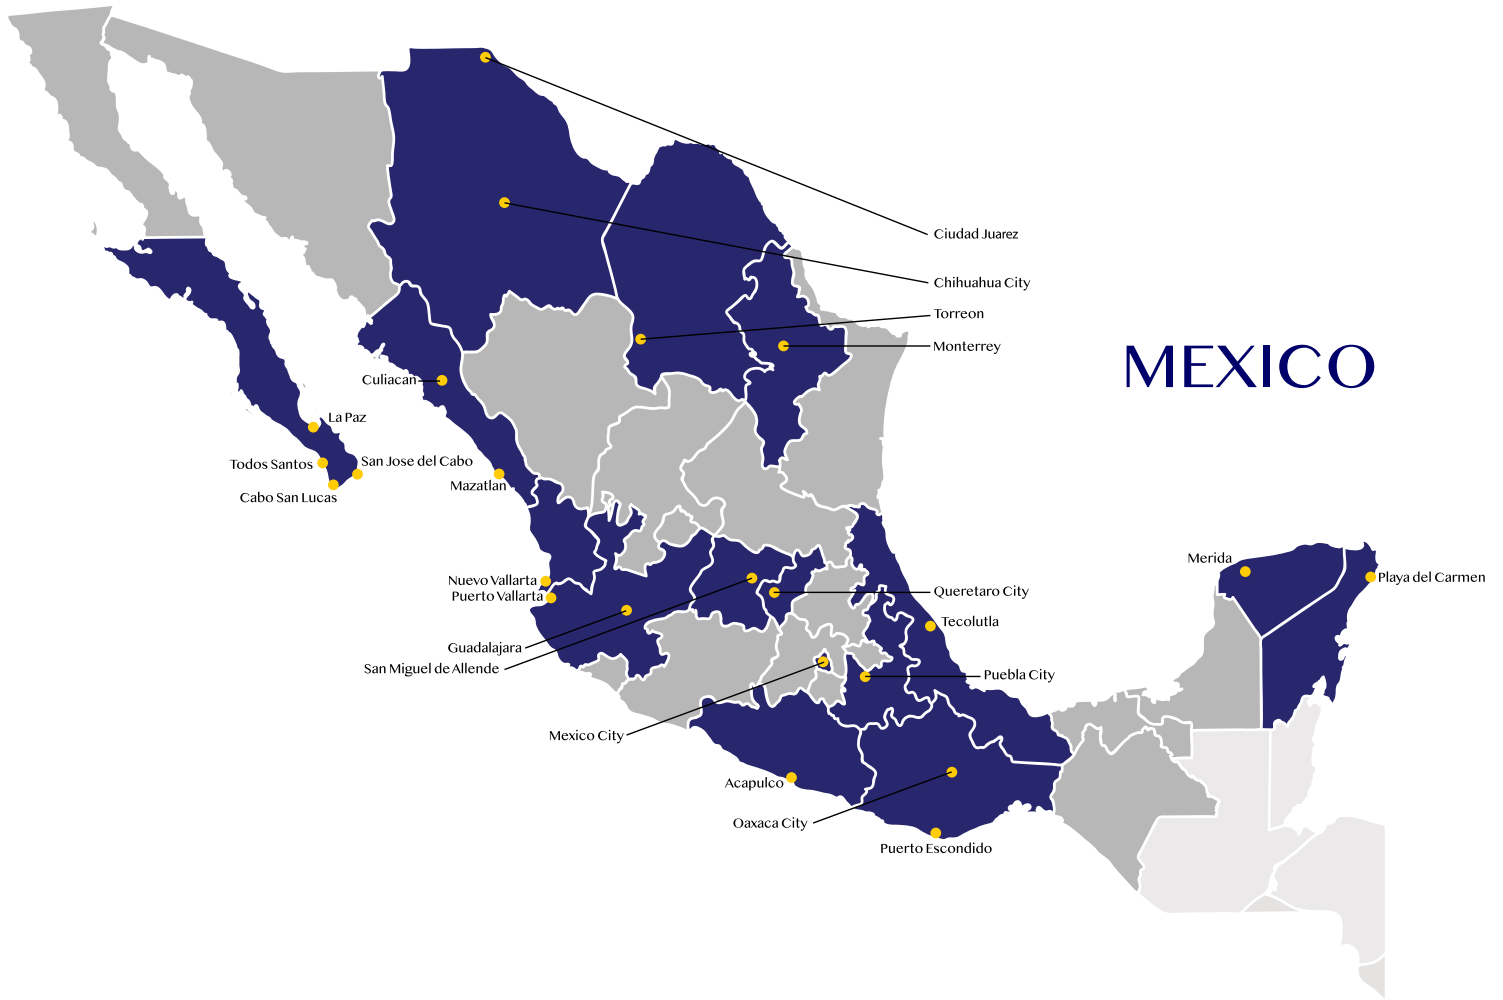 Ciudad Juarez
Chihuahua City
Torreon
Monterrey
MEXICO
Culiacan
La Paz
Todos Santos
San Jose del Cabo
Cabo San Lucas
Mazatlan
Merida
Nuevo Vallarta
Playa del Carmen
Puerto Vallarta
Queretaro City
Tecolutla
Guadalajara
San Miguel de Allende
Puebla City
Mexico City
Acapulco
Oaxaca City
Puerto Escondido